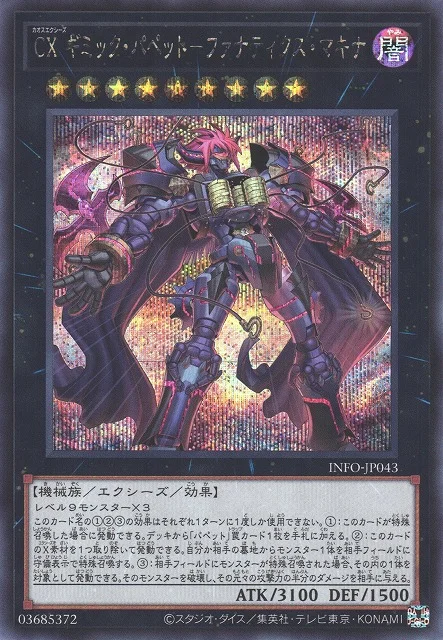 カオスエクシーズ
CX ギミック・パペット－ファナティクス・マキナ
闇
INFO-JP043
【機械族／エクシーズ／効果】
レベル９モンスター×３
このカード名の①②③の効果はそれぞれ１ターンに１度しか使用できない。①：このカードが特殊
召喚した場合に発動できる。デッキから「パペット」罠カード１枚を手札に加える。②：このカード
のX素材を１つ取り除いて発動できる。自分か相手の墓地からモンスター１体を相手フィールドに
守備表示で特殊召喚する。③：相手フィールドにモンスターが特殊召喚された場合、その内の１体を
対象として発動できる。そのモンスターを破壊し、その元々の攻撃力の半分のダメージを相手に与える。
ATK/3100 DEF/1500
03685372
©スタジオ・ダイス／集英社・テレビ東京・KONAMI